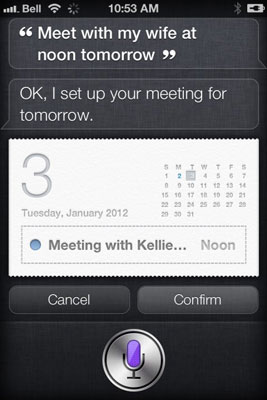 Bell 10:53 AM
“ Meet with my wife at
noon tomorrow ”
OK, I set up your meeting for
tomorrow.
3
Tuesday, January 2012
S M T W T F S
1 2 3 4 5 6 7
8 9 10 11 12 13 14
15 16 17 18 19 20 21
22 23 24 25 26 27 28
29 30 31
Meeting with Kellie... Noon
Cancel Confirm